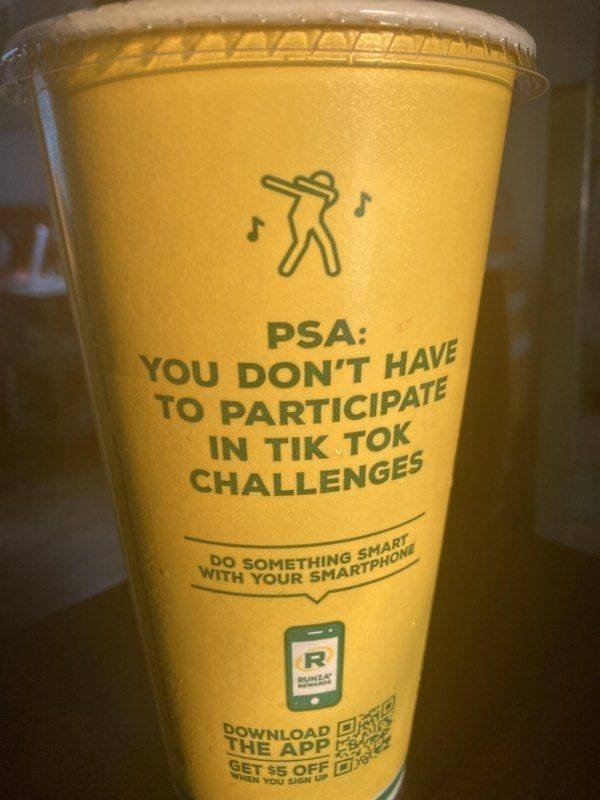 PSA:
YOU DON'T HAVE
TO PARTICIPATE
IN TIK TOK
CHALLENGES
DO SOMETHING SMART
WITH YOUR SMARTPHONE
R
RUNZA®
REWARDS
DOWNLOAD
THE APP
GET $5 OFF
WHEN YOU SIGN UP